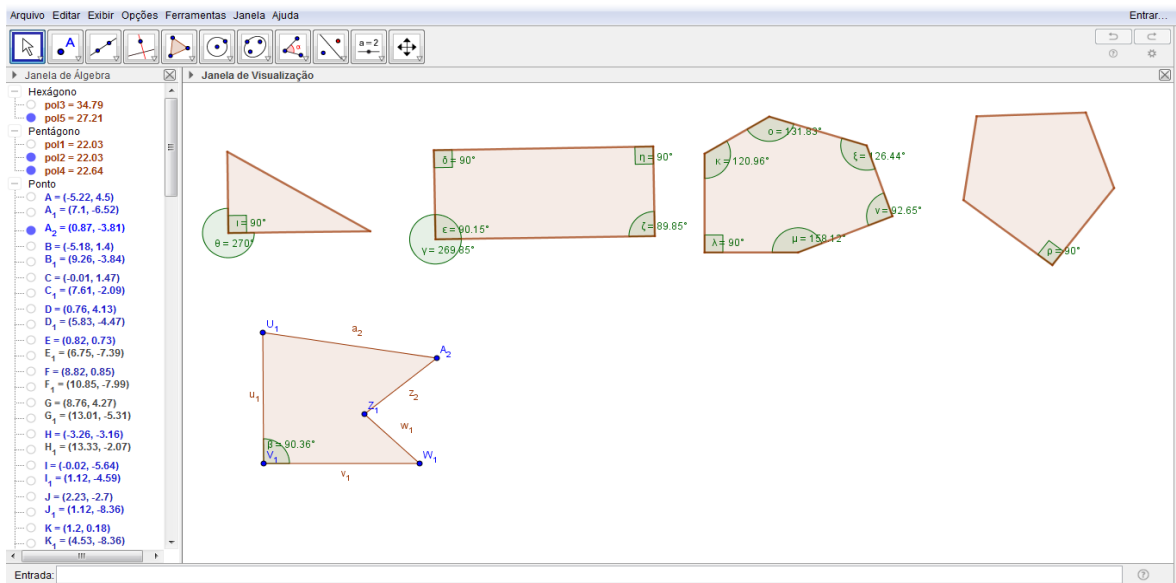 Arquivo Editar Exibir Opções Ferramentas Janela Ajuda
Entrar...
A
α
a=2
Janela de Álgebra
Janela de Visualização
Hexágono
pol3 = 34.79
pol5 = 27.21
Pentágono
pol1 = 22.03
pol2 = 22.03
pol4 = 22.64
Ponto
A = (-5.22, 4.5)
A₁ = (7.1, -6.52)
A₂ = (0.87, -3.81)
B = (-5.18, 1.4)
B₁ = (9.26, -3.84)
C = (-0.01, 1.47)
C₁ = (7.61, -2.09)
D = (0.76, 4.13)
D₁ = (5.83, -4.47)
E = (0.82, 0.73)
E₁ = (6.75, -7.39)
F = (8.82, 0.85)
F₁ = (10.85, -7.99)
G = (8.76, 4.27)
G₁ = (13.01, -5.31)
H = (-3.26, -3.16)
H₁ = (13.33, -2.07)
I = (-0.02, -5.64)
I₁ = (1.12, -4.59)
J = (2.23, -2.7)
J₁ = (1.12, -8.36)
K = (1.2, 0.18)
K₁ = (4.53, -8.36)
ι = 90°
θ = 270°
δ = 90°
η = 90°
ε = 90.15°
ζ = 89.85°
γ = 269.85°
ο = 131.83°
κ = 120.96°
ξ = 126.44°
ν = 92.65°
λ = 90°
μ = 158.12°
ρ = 90°
U₁
a₂
A₂
u₁
z₂
Z₁
w₁
β = 90.36°
V₁
W₁
v₁
Entrada: